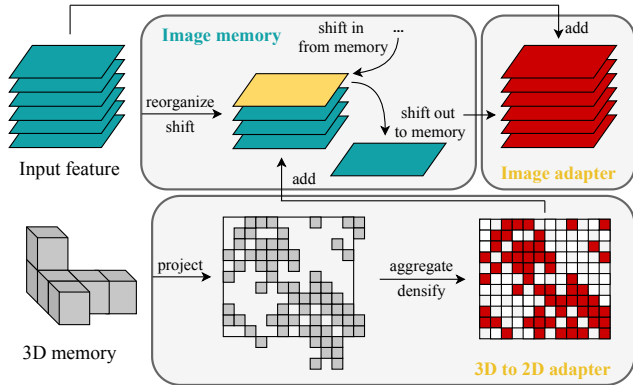 Image memory
shift in
from memory
...
add
reorganize
shift
shift out
to memory
Input feature
Image adapter
add
project
aggregate
densify
3D memory
3D to 2D adapter